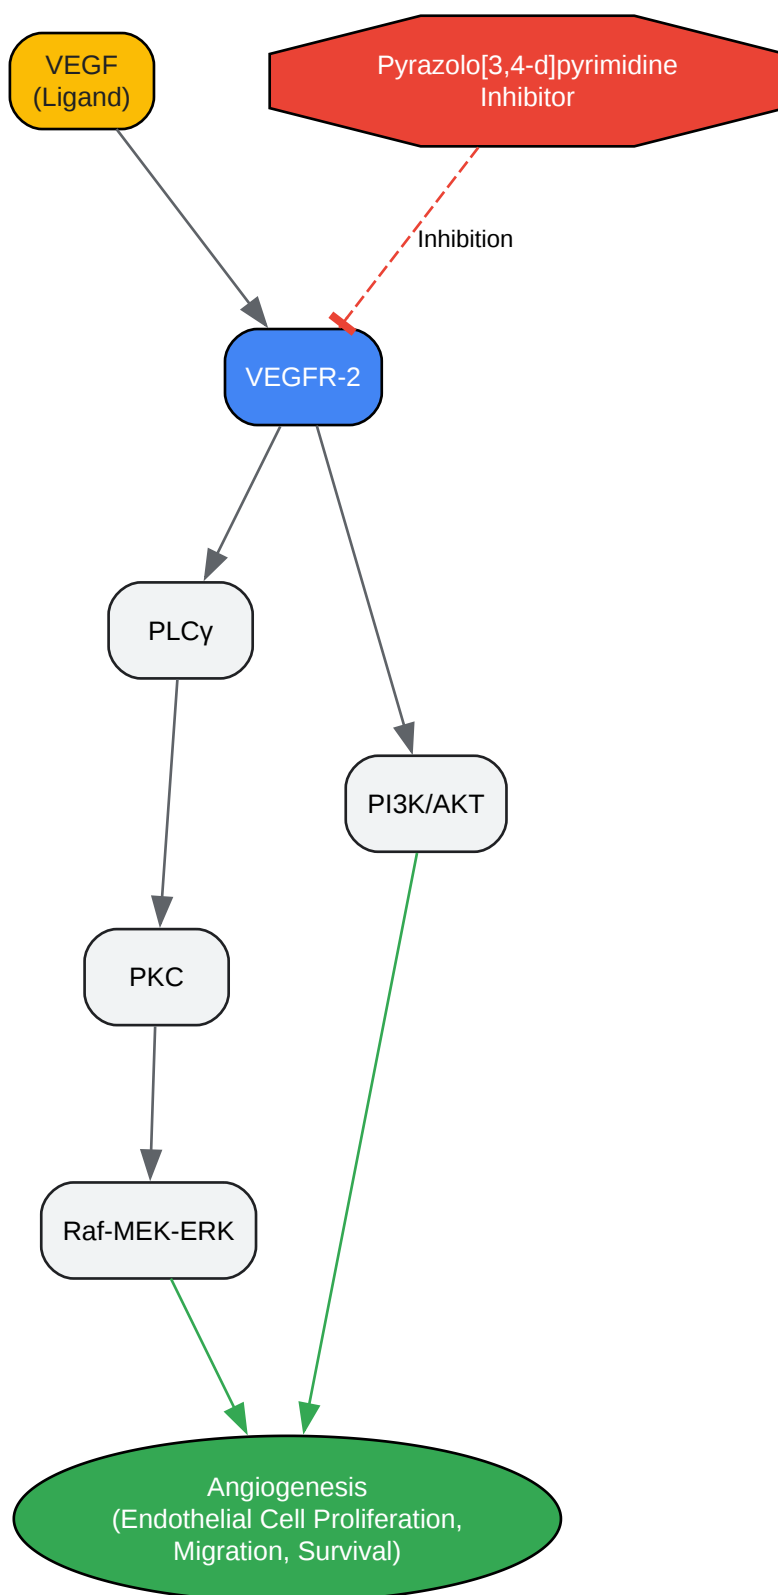 VEGF
(Ligand)
Pyrazolo[3,4-d]pyrimidine
Inhibitor
Inhibition
VEGFR-2
PLCγ
PI3K/AKT
PKC
Raf-MEK-ERK
Angiogenesis
(Endothelial Cell Proliferation,
Migration, Survival)